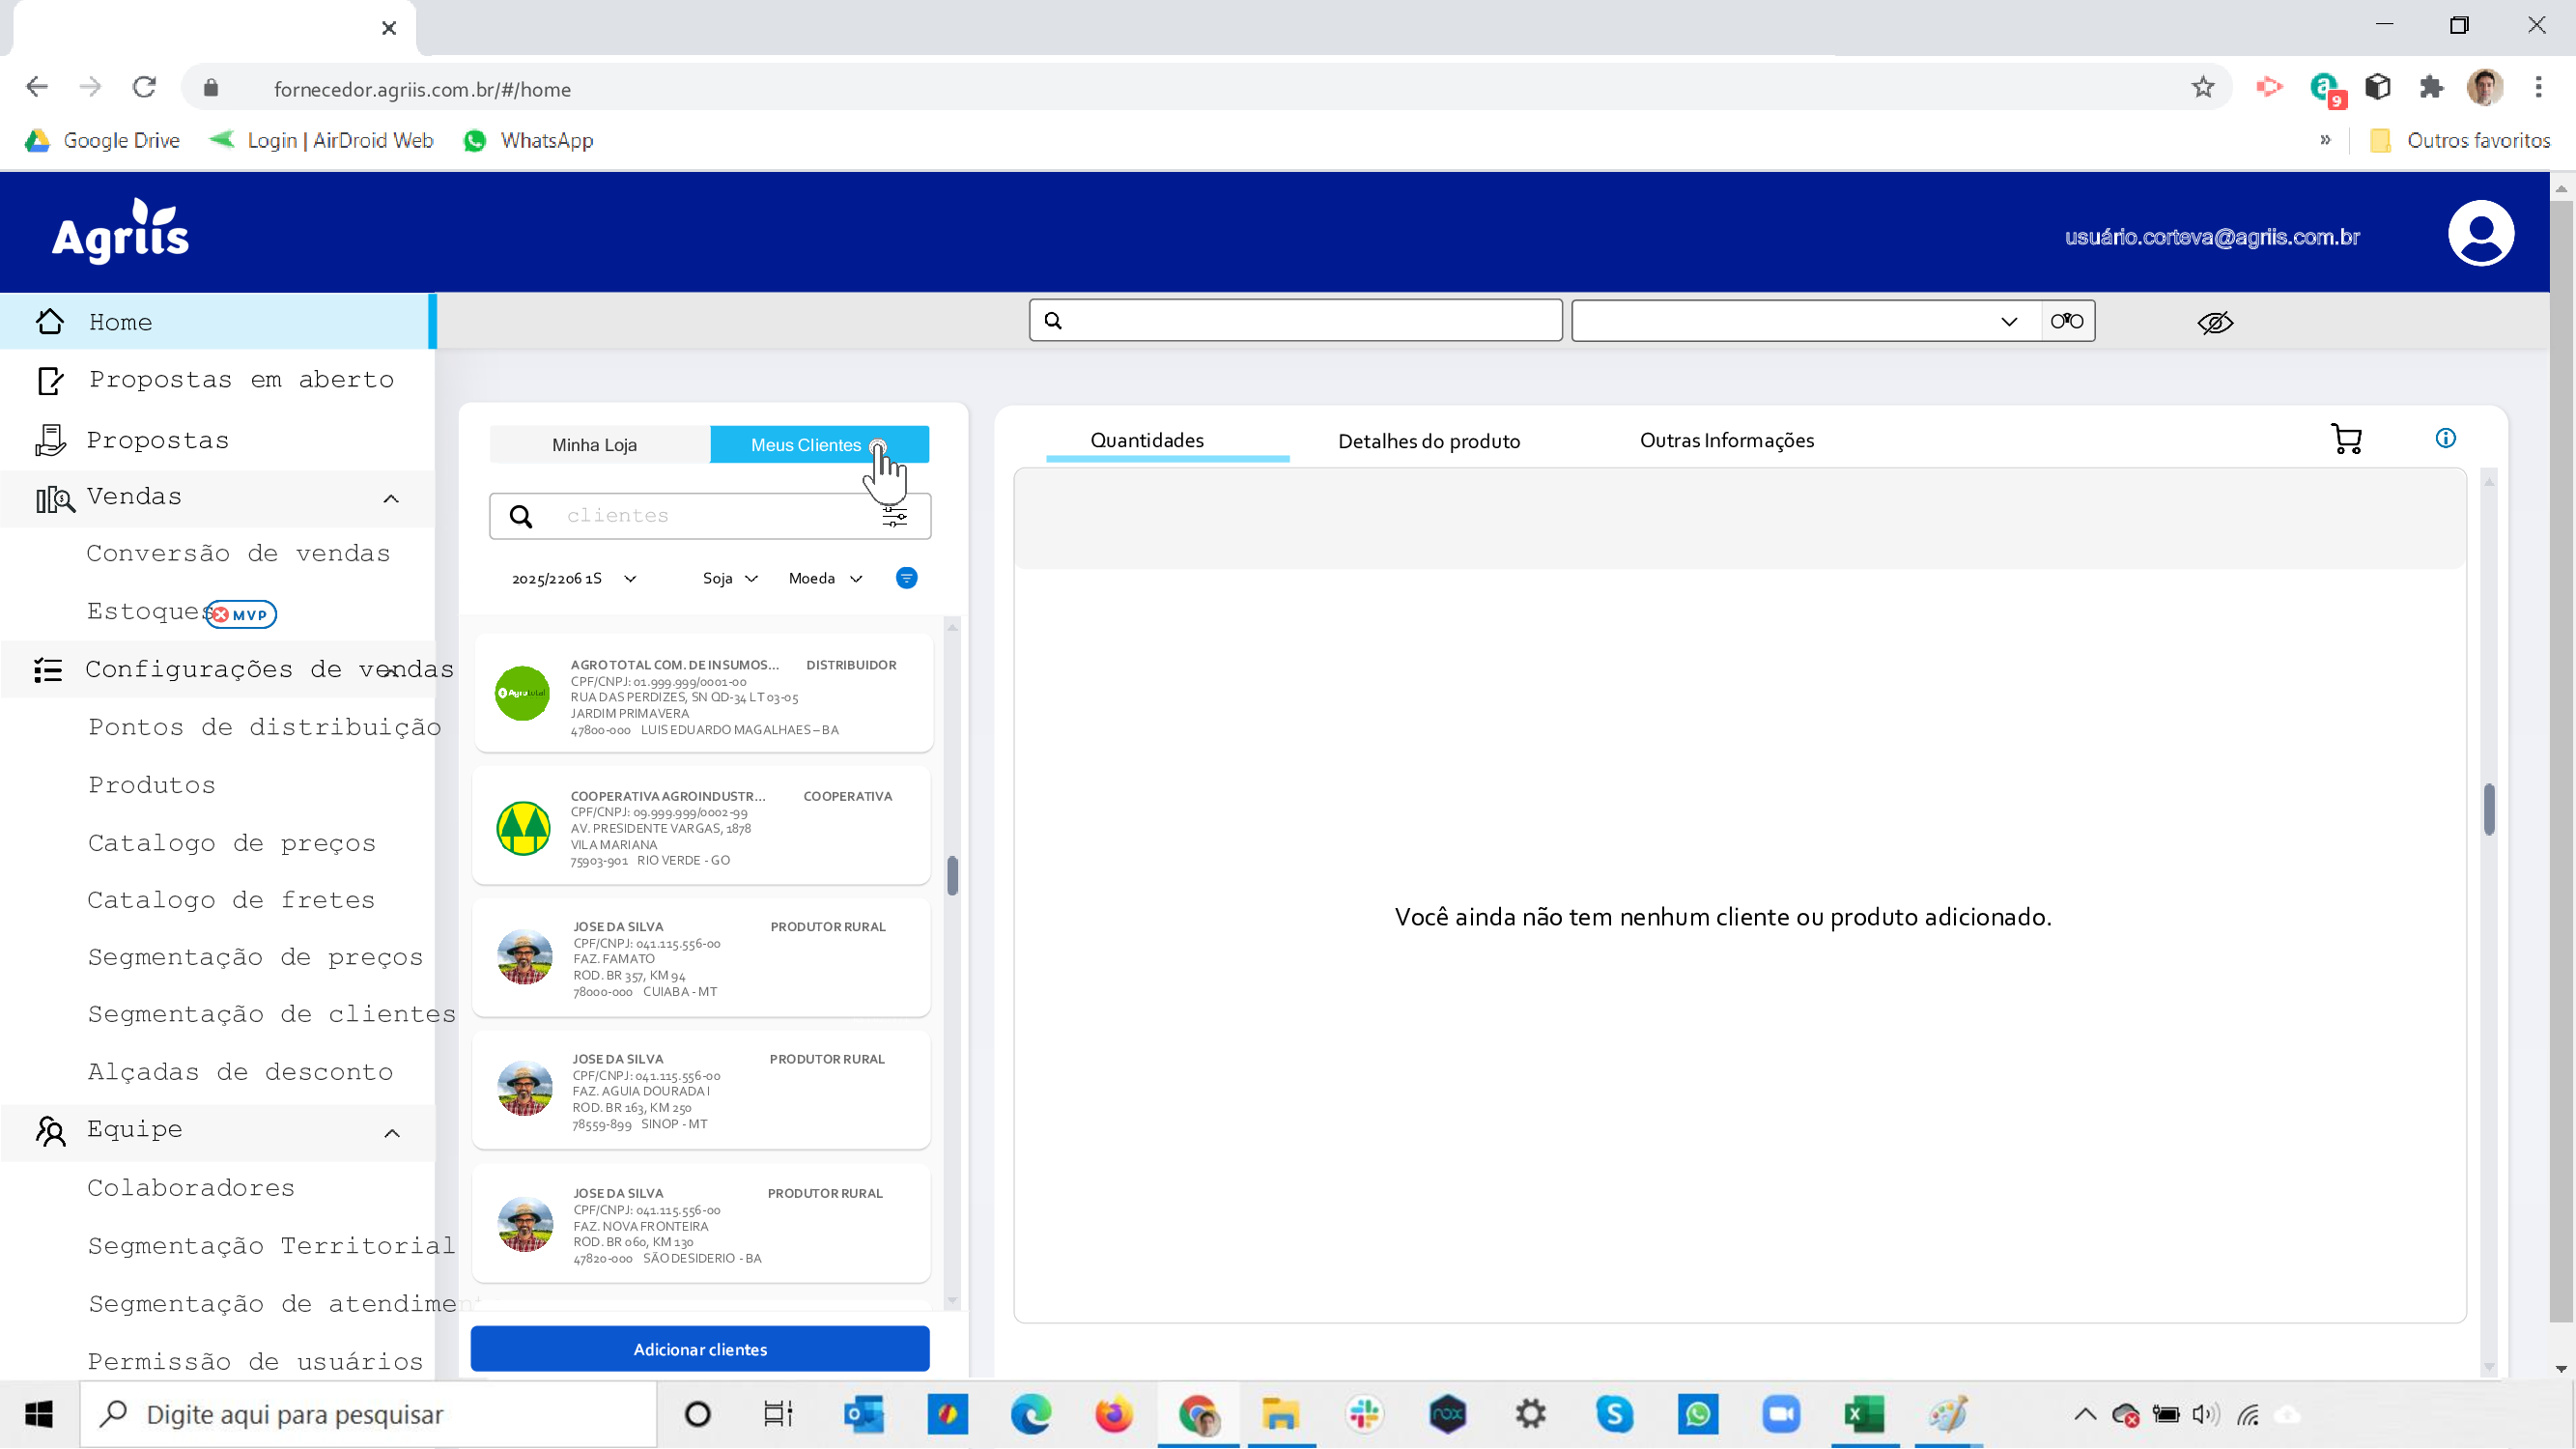 fornecedor.agriis.com.br/#/home
9
Google Drive
Login | AirDroid Web
WhatsApp
»
Outros favoritos
Agriis
usuário.corteva@agriis.com.br
Home
Propostas em aberto
Propostas
Vendas
Conversão de vendas
Estoques
MVP
Configurações de vendas
Pontos de distribuição
Produtos
Catalogo de preços
Catalogo de fretes
Segmentação de preços
Segmentação de clientes
Alçadas de desconto
Equipe
Colaboradores
Segmentação Territorial
Segmentação de atendiment
Permissão de usuários
Minha Loja Meus Clientes
clientes
2025/2206 1S Soja Moeda
AGROTOTAL COM. DE INSUMOS... DISTRIBUIDOR
CPF/CNPJ: 01.999.999/0001-00
RUA DAS PERDIZES, SN QD-34 LT 03-05
JARDIM PRIMAVERA
47800-000 LUIS EDUARDO MAGALHAES – BA
COOPERATIVA AGROINDUSTR... COOPERATIVA
CPF/CNPJ: 09.999.999/0002-99
AV. PRESIDENTE VARGAS, 1878
VILA MARIANA
75903-901 RIO VERDE - GO
JOSE DA SILVA PRODUTOR RURAL
CPF/CNPJ: 041.115.556-00
FAZ. FAMATO
ROD. BR 357, KM 94
78000-000 CUIABA - MT
JOSE DA SILVA PRODUTOR RURAL
CPF/CNPJ: 041.115.556-00
FAZ. AGUIA DOURADA I
ROD. BR 163, KM 250
78559-899 SINOP - MT
JOSE DA SILVA PRODUTOR RURAL
CPF/CNPJ: 041.115.556-00
FAZ. NOVA FRONTEIRA
ROD. BR 060, KM 130
47820-000 SÃO DESIDERIO - BA
Adicionar clientes
Quantidades Detalhes do produto Outras Informações
Você ainda não tem nenhum cliente ou produto adicionado.
Digite aqui para pesquisar